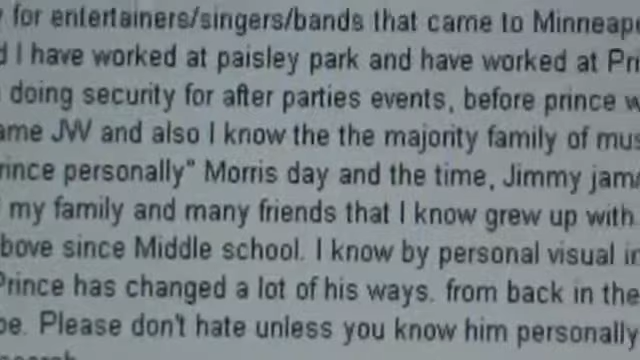 for entertainers/singers/bands that came to Minneap
I have worked at paisley park and have worked at Pri
doing security for after parties events, before prince w
ame JW and also I know the the majority family of mus
rince personally" Morris day and the time, Jimmy jam
my family and many friends that I know grew up with
bove since Middle school. I know by personal visual in
Prince has changed a lot of his ways. from back in the
be. Please don't hate unless you know him personally